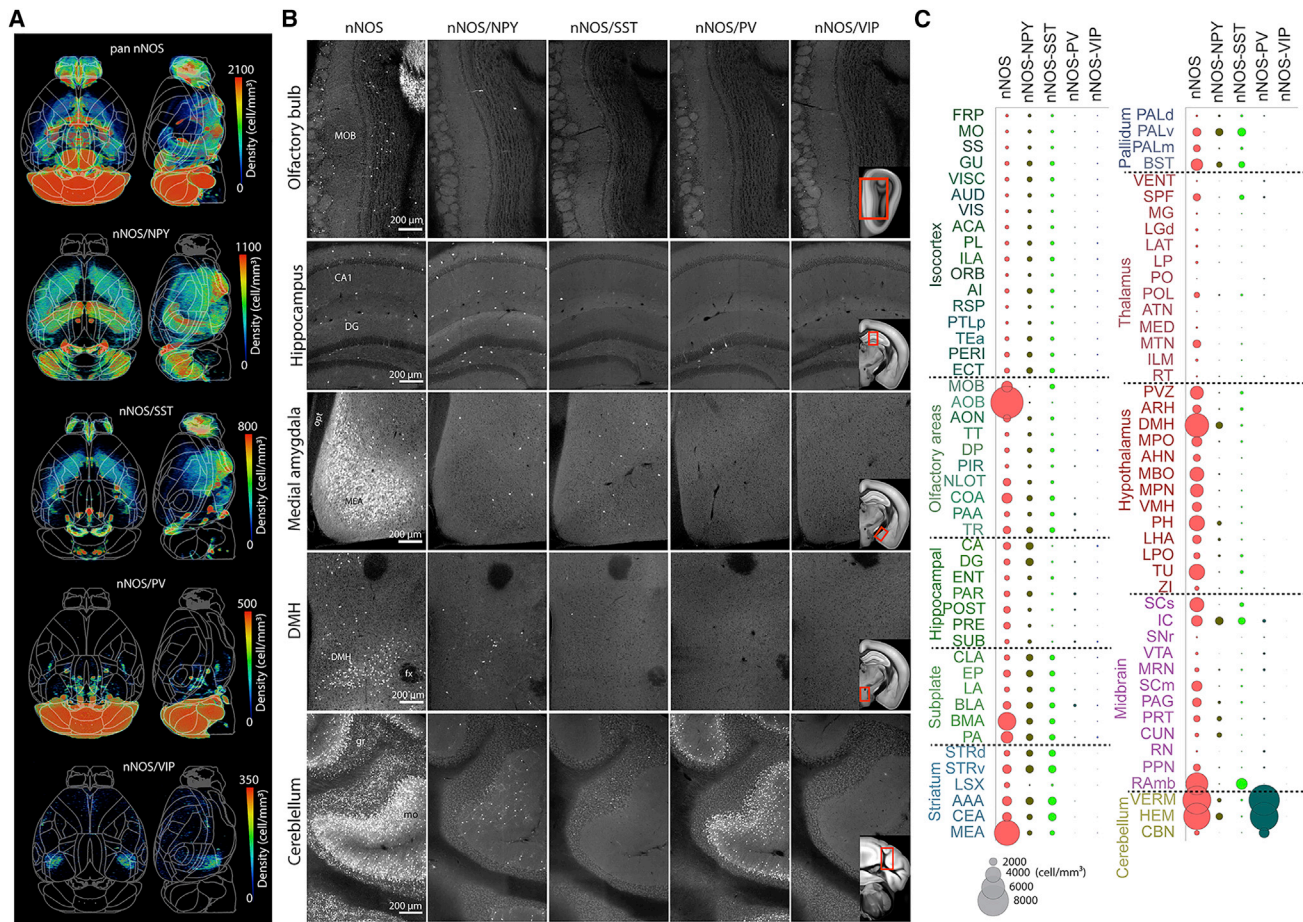 A
pan nNOS
2100
0
Density (cell/mm³)
nNOS/NPY
1100
0
Density (cell/mm³)
nNOS/SST
800
0
Density (cell/mm³)
nNOS/PV
500
0
Density (cell/mm³)
nNOS/VIP
350
0
Density (cell/mm³)
B
nNOS
nNOS/NPY
nNOS/SST
nNOS/PV
nNOS/VIP
Olfactory bulb
MOB
200 µm
Hippocampus
CA1
DG
200 µm
Medial amygdala
opt
MEA
200 µm
DMH
DMH
fx
200 µm
Cereblellum
gr
mo
200 µm
C
nNOS
nNOS-NPY
nNOS-SST
nNOS-PV
nNOS-VIP
Isocortex
FRP
MO
SS
GU
VISC
AUD
VIS
ACA
PL
ILA
ORB
AI
RSP
PTLp
TEa
PERI
ECT
Olfactory areas
MOB
AOB
AON
TT
DP
PIR
NLOT
COA
PAA
TR
Hippocampal
CA
DG
ENT
PAR
POST
PRE
SUB
Subplate
CLA
EP
LA
BLA
BMA
PA
Striatum
STRd
STRv
LSX
AAA
CEA
MEA
2000
4000 (cell/mm³)
6000
8000
nNOS
nNOS-NPY
nNOS-SST
nNOS-PV
nNOS-VIP
Pallidum
PALd
PALv
PALm
BST
Thalamus
VENT
SPF
MG
LGd
LAT
LP
PO
POL
ATN
MED
MTN
ILM
RT
Hypothalamus
PVZ
ARH
DMH
MPO
AHN
MBO
MPN
VMH
PH
LHA
LPO
TU
ZI
Midbrain
SCs
IC
SNr
VTA
MRN
SCm
PAG
PRT
CUN
RN
PPN
RAmb
Cerebellum
VERM
HEM
CBN